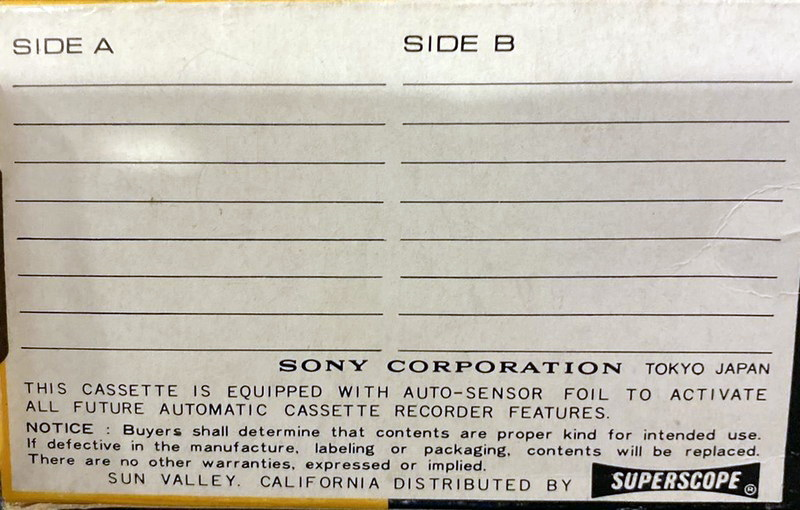 SIDE A
SIDE B
SONY CORPORATION TOKYO JAPAN
THIS CASSETTE IS EQUIPPED WITH AUTO-SENSOR FOIL TO ACTIVATE
ALL FUTURE AUTOMATIC CASSETTE RECORDER FEATURES.
NOTICE : Buyers shall determine that contents are proper kind for intended use.
If defective in the manufacture, labeling or packaging, contents will be replaced.
There are no other warranties, expressed or implied.
SUN VALLEY. CALIFORNIA DISTRIBUTED BY SUPERSCOPE ®